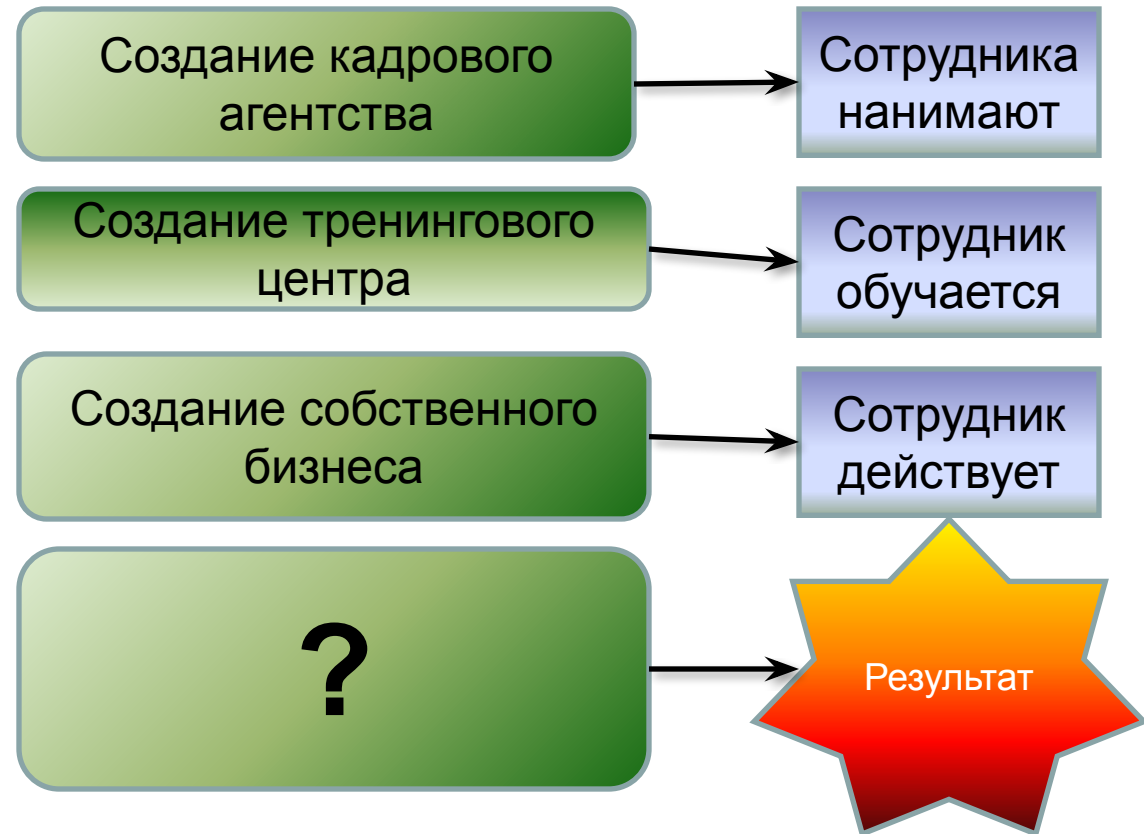 Создание кадрового
агентства
Сотрудника
нанимают
Создание тренингового
центра
Сотрудник
обучается
Создание собственного
бизнеса
Сотрудник
действует
?
Результат